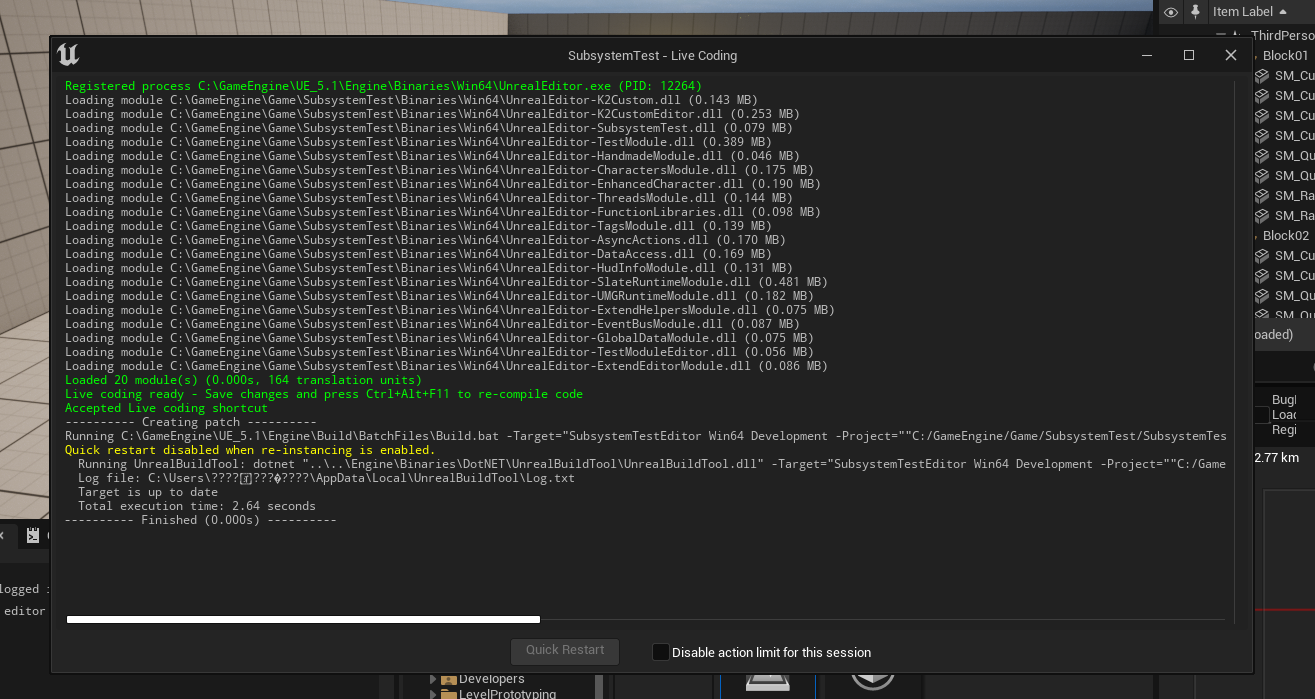 Item Label
SubsystemTest - Live Coding
Registered process C:\GameEngine\UE_5.1\Engine\Binaries\Win64\UnrealEditor.exe (PID: 12264)
Loading module C:\GameEngine\Game\SubsystemTest\Binaries\Win64\UnrealEditor-K2Custom.dll (0.143 MB)
Loading module C:\GameEngine\Game\SubsystemTest\Binaries\Win64\UnrealEditor-K2CustomEditor.dll (0.253 MB)
Loading module C:\GameEngine\Game\SubsystemTest\Binaries\Win64\UnrealEditor-SubsystemTest.dll (0.079 MB)
Loading module C:\GameEngine\Game\SubsystemTest\Binaries\Win64\UnrealEditor-TestModule.dll (0.389 MB)
Loading module C:\GameEngine\Game\SubsystemTest\Binaries\Win64\UnrealEditor-HandmadeModule.dll (0.046 MB)
Loading module C:\GameEngine\Game\SubsystemTest\Binaries\Win64\UnrealEditor-CharactersModule.dll (0.175 MB)
Loading module C:\GameEngine\Game\SubsystemTest\Binaries\Win64\UnrealEditor-EnhancedCharacter.dll (0.190 MB)
Loading module C:\GameEngine\Game\SubsystemTest\Binaries\Win64\UnrealEditor-ThreadsModule.dll (0.144 MB)
Loading module C:\GameEngine\Game\SubsystemTest\Binaries\Win64\UnrealEditor-FunctionLibraries.dll (0.098 MB)
Loading module C:\GameEngine\Game\SubsystemTest\Binaries\Win64\UnrealEditor-TagsModule.dll (0.139 MB)
Loading module C:\GameEngine\Game\SubsystemTest\Binaries\Win64\UnrealEditor-AsyncActions.dll (0.170 MB)
Loading module C:\GameEngine\Game\SubsystemTest\Binaries\Win64\UnrealEditor-DataAccess.dll (0.169 MB)
Loading module C:\GameEngine\Game\SubsystemTest\Binaries\Win64\UnrealEditor-HudInfoModule.dll (0.131 MB)
Loading module C:\GameEngine\Game\SubsystemTest\Binaries\Win64\UnrealEditor-SlateRuntimeModule.dll (0.481 MB)
Loading module C:\GameEngine\Game\SubsystemTest\Binaries\Win64\UnrealEditor-UMGRuntimeModule.dll (0.182 MB)
Loading module C:\GameEngine\Game\SubsystemTest\Binaries\Win64\UnrealEditor-ExtendHelpersModule.dll (0.075 MB)
Loading module C:\GameEngine\Game\SubsystemTest\Binaries\Win64\UnrealEditor-EventBusModule.dll (0.087 MB)
Loading module C:\GameEngine\Game\SubsystemTest\Binaries\Win64\UnrealEditor-GlobalDataModule.dll (0.075 MB)
Loading module C:\GameEngine\Game\SubsystemTest\Binaries\Win64\UnrealEditor-TestModuleEditor.dll (0.056 MB)
Loading module C:\GameEngine\Game\SubsystemTest\Binaries\Win64\UnrealEditor-ExtendEditorModule.dll (0.086 MB)
Loaded 20 module(s) (0.000s, 164 translation units)
Live coding ready - Save changes and press Ctrl+Alt+F11 to re-compile code
Accepted Live coding shortcut
---------- Creating patch ----------
Running C:\GameEngine\UE_5.1\Engine\Build\BatchFiles\Build.bat -Target="SubsystemTestEditor Win64 Development -Project=""C:/GameEngine/Game/SubsystemTest/SubsystemTes
Quick restart disabled when re-instancing is enabled.
Running UnrealBuildTool: dotnet "..\..\Engine\Binaries\DotNET\UnrealBuildTool\UnrealBuildTool.dll" -Target="SubsystemTestEditor Win64 Development -Project=""C:/Game
Log file: C:\Users\????⍰???�????\AppData\Local\UnrealBuildTool\Log.txt
Target is up to date
Total execution time: 2.64 seconds
---------- Finished (0.000s) ----------
Quick Restart
Disable action limit for this session
ThirdPerso
Block01
SM_Cu
SM_Cu
SM_Cu
SM_Cu
SM_Qu
SM_Qu
SM_Ra
SM_Ra
Block02
SM_Cu
SM_Cu
SM_Qu
SM_Qu
oaded)
Bugl
Loac
Regi
2.77 km
logged
editor
Developers
LevelPrototyping